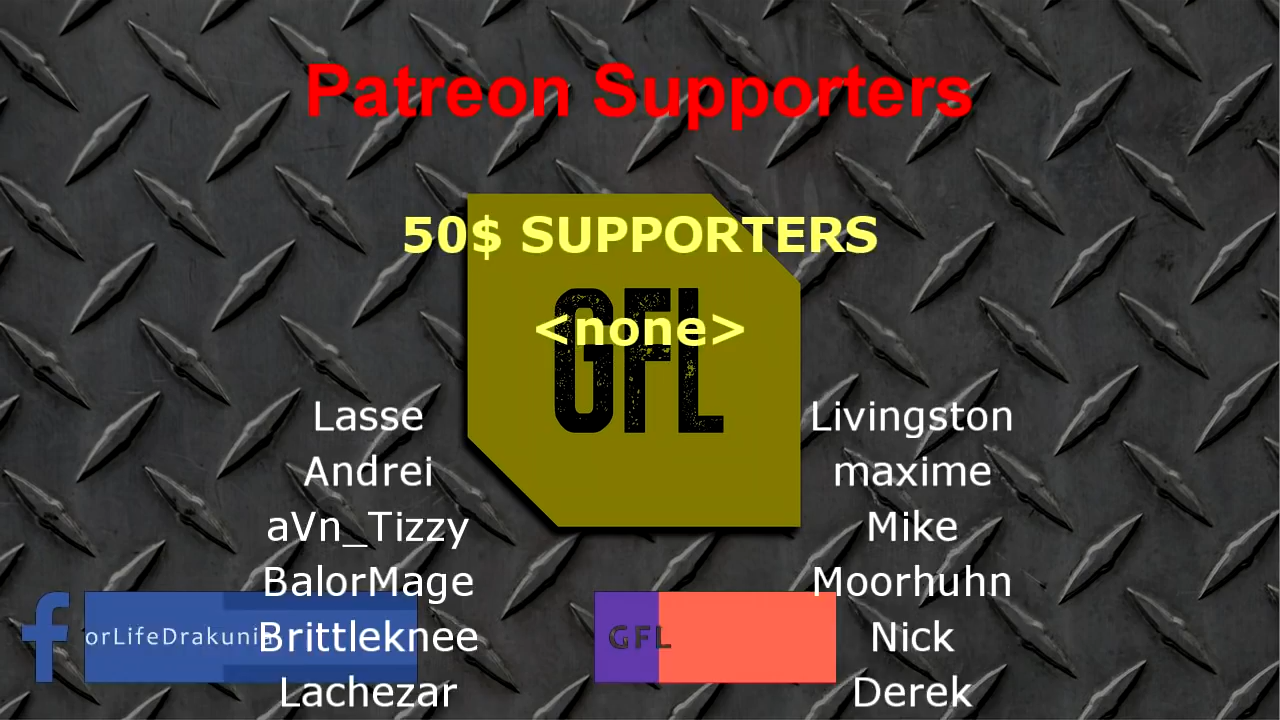 Patreon Supporters
50$ SUPPORTERS
GFL
<none>
Lasse
Andrei
aVn_Tizzy
BalorMage
Brittleknee
Lachezar
Livingston
maxime
Mike
Moorhuhn
Nick
Derek
f
GFL